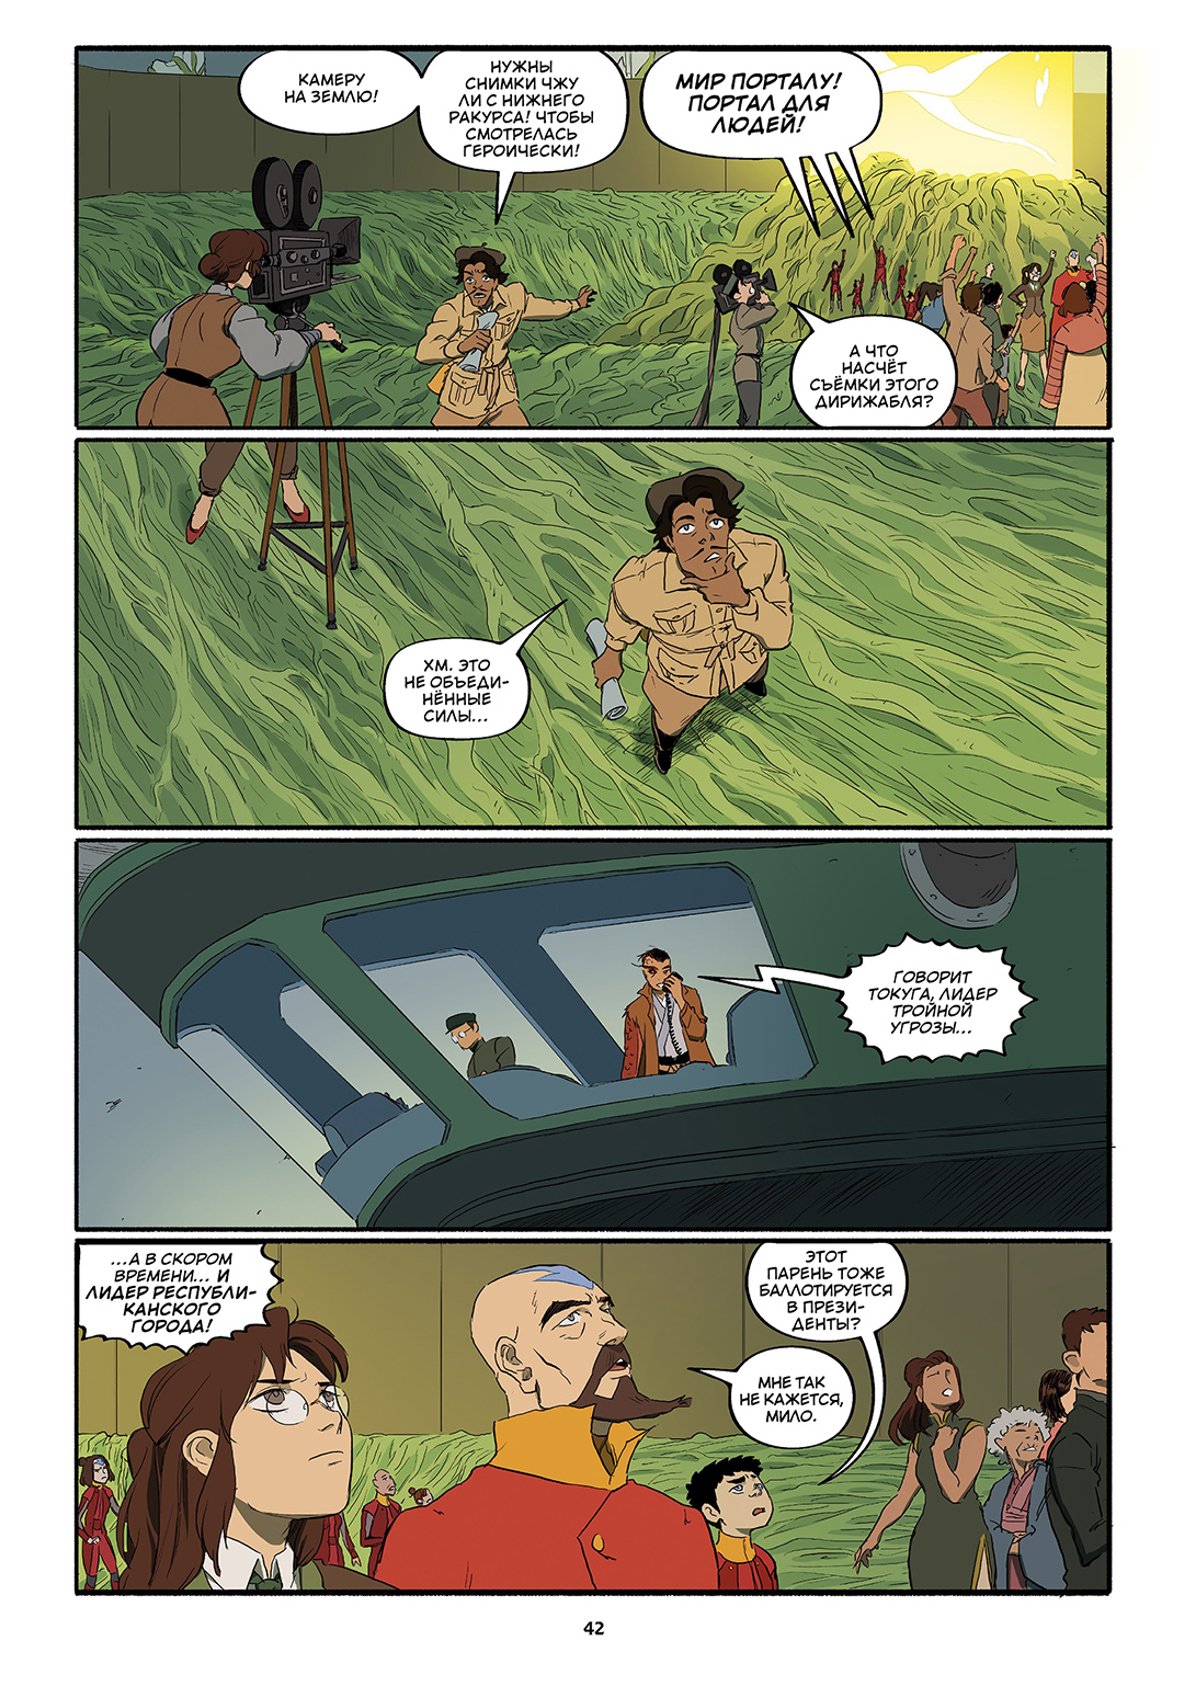 КАМЕРУ
НА ЗЕМЛЮ!
НУЖНЫ
СНИМКИ ЧЖУ
ЛИ С НИЖНЕГО
РАКУРСА! ЧТОБЫ
СМОТРЕЛАСЬ
ГЕРОИЧЕСКИ!
МИР ПОРТАЛУ!
ПОРТАЛ ДЛЯ
ЛЮДЕЙ!
А ЧТО
НАСЧЁТ
СЪЁМКИ ЭТОГО
ДИРИЖАБЛЯ?
ХМ. ЭТО
НЕ ОБЪЕДИ-
НЁННЫЕ
СИЛЫ...
ГОВОРИТ
ТОКУГА, ЛИДЕР
ТРОЙНОЙ
УГРОЗЫ...
...А В СКОРОМ
ВРЕМЕНИ... И
ЛИДЕР РЕСПУБЛИ-
КАНСКОГО
ГОРОДА!
ЭТОТ
ПАРЕНЬ ТОЖЕ
БАЛЛОТИРУЕТСЯ
В ПРЕЗИ-
ДЕНТЫ?
МНЕ ТАК
НЕ КАЖЕТСЯ,
МИЛО.
42